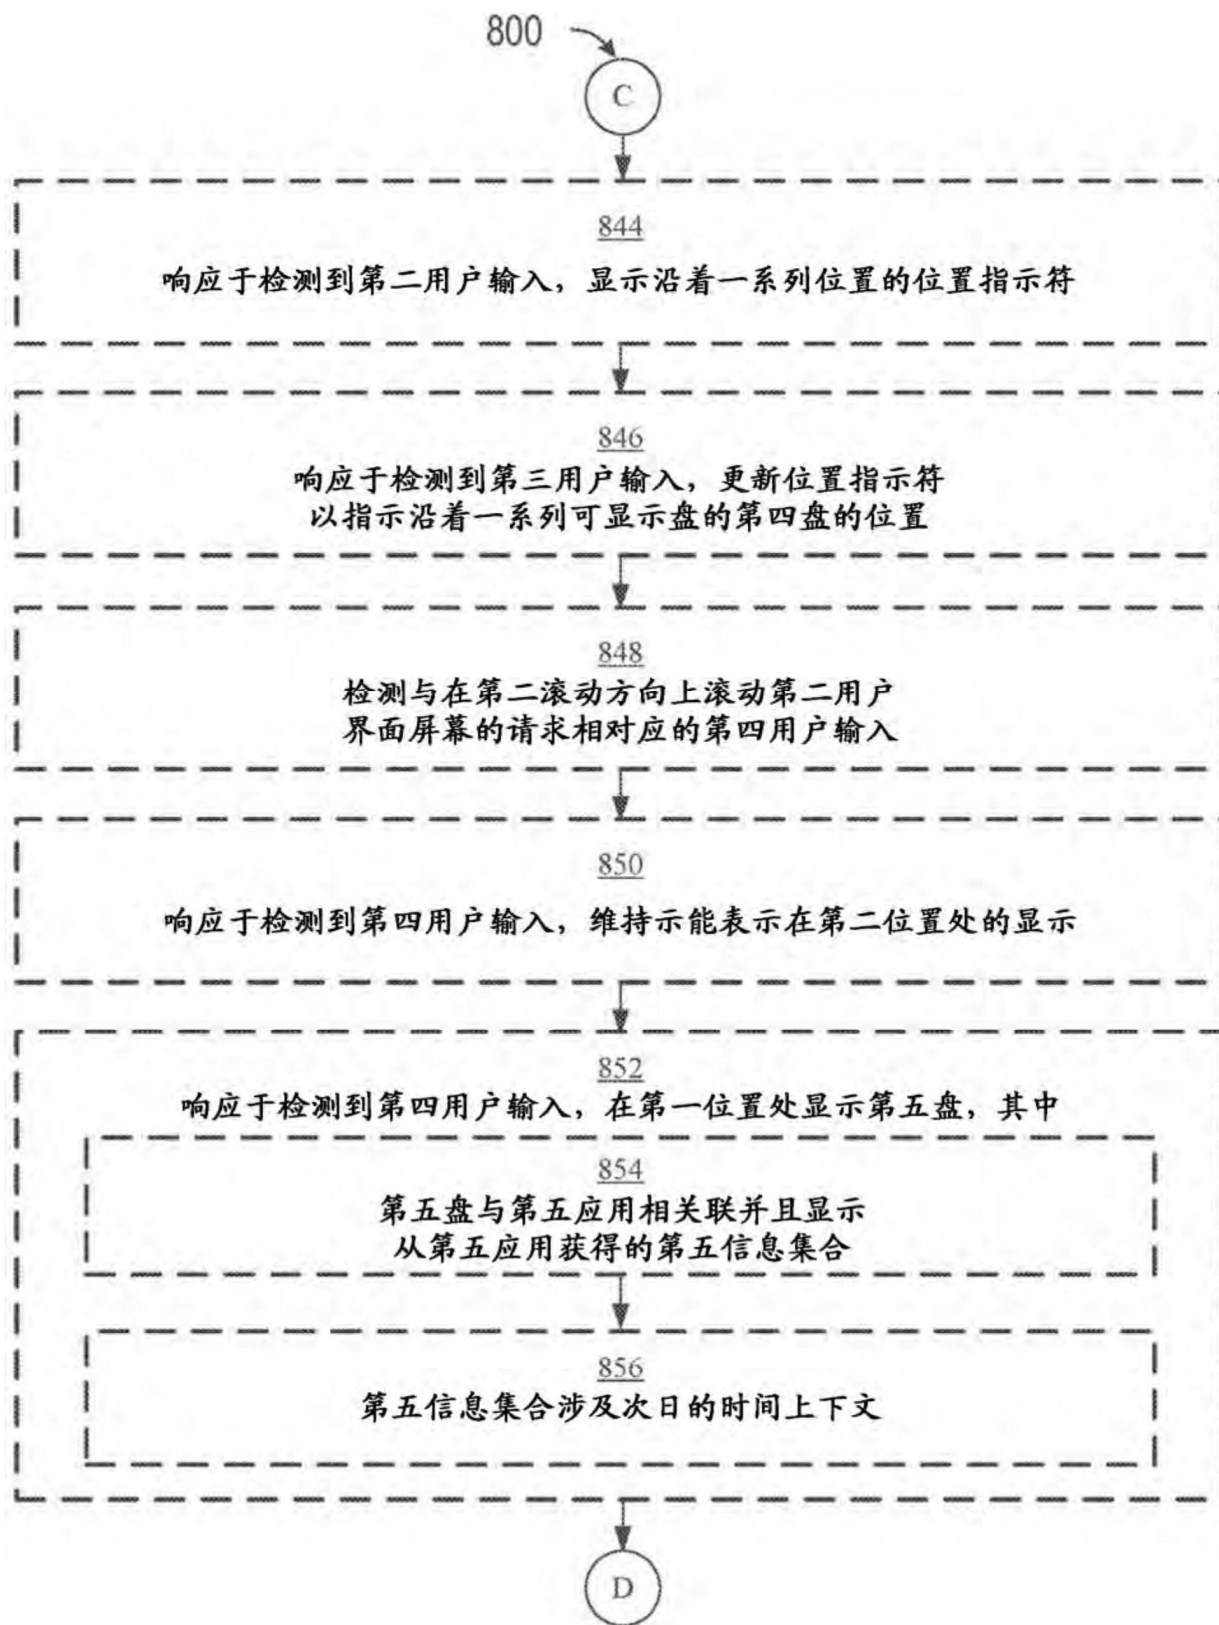 800
C
844
响应于检测到第二用户输入，显示沿着一系列位置的位置指示符
846
响应于检测到第三用户输入，更新位置指示符
以指示沿着一系列可显示盘的第四盘的位置
848
检测与在第二滚动方向上滚动第二用户
界面屏幕的请求相对应的第四用户输入
850
响应于检测到第四用户输入，维持示能表示在第二位置处的显示
852
响应于检测到第四用户输入，在第一位置处显示第五盘，其中
854
第五盘与第五应用相关联并且显示
从第五应用获得的第五信息集合
856
第五信息集合涉及次日的时间上下文
D